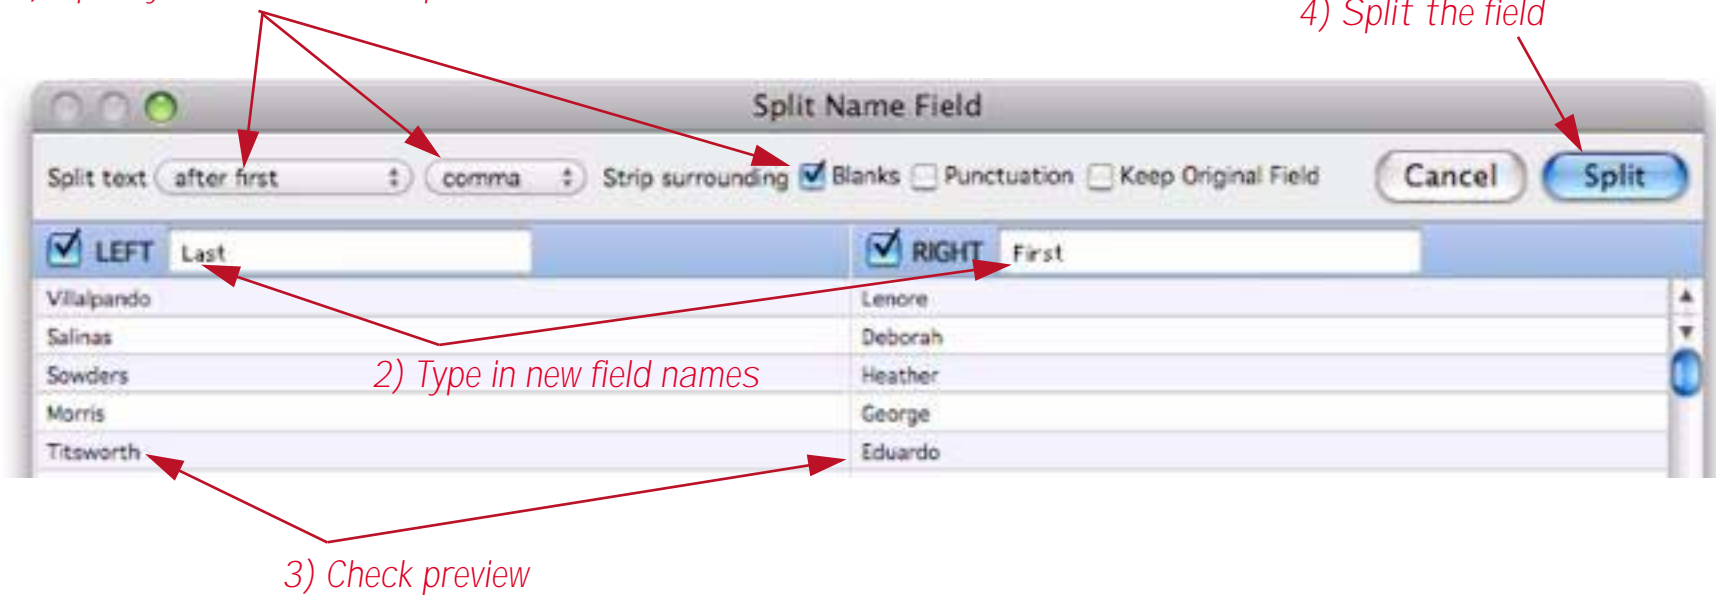 4) Split the field
Split Name Field
Split text after first comma Strip surrounding Blanks Punctuation Keep Original Field Cancel Split
LEFT Last RIGHT First
Villalpando Lenore
Salinas Deborah
Sowders Heather
2) Type in new field names
Morris George
Titsworth Eduardo
3) Check preview